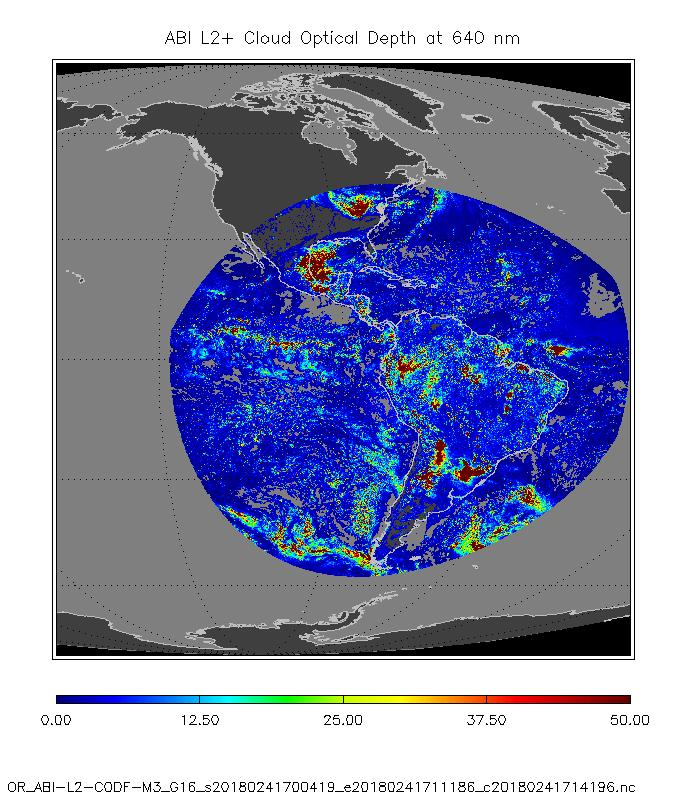 ABI L2+ Cloud Optical Depth at 640 nm
0.00 12.50 25.00 37.50 50.00
OR_ABI-L2-CODF-M3_G16_s20180241700419_e20180241711186_c20180241714196.nc